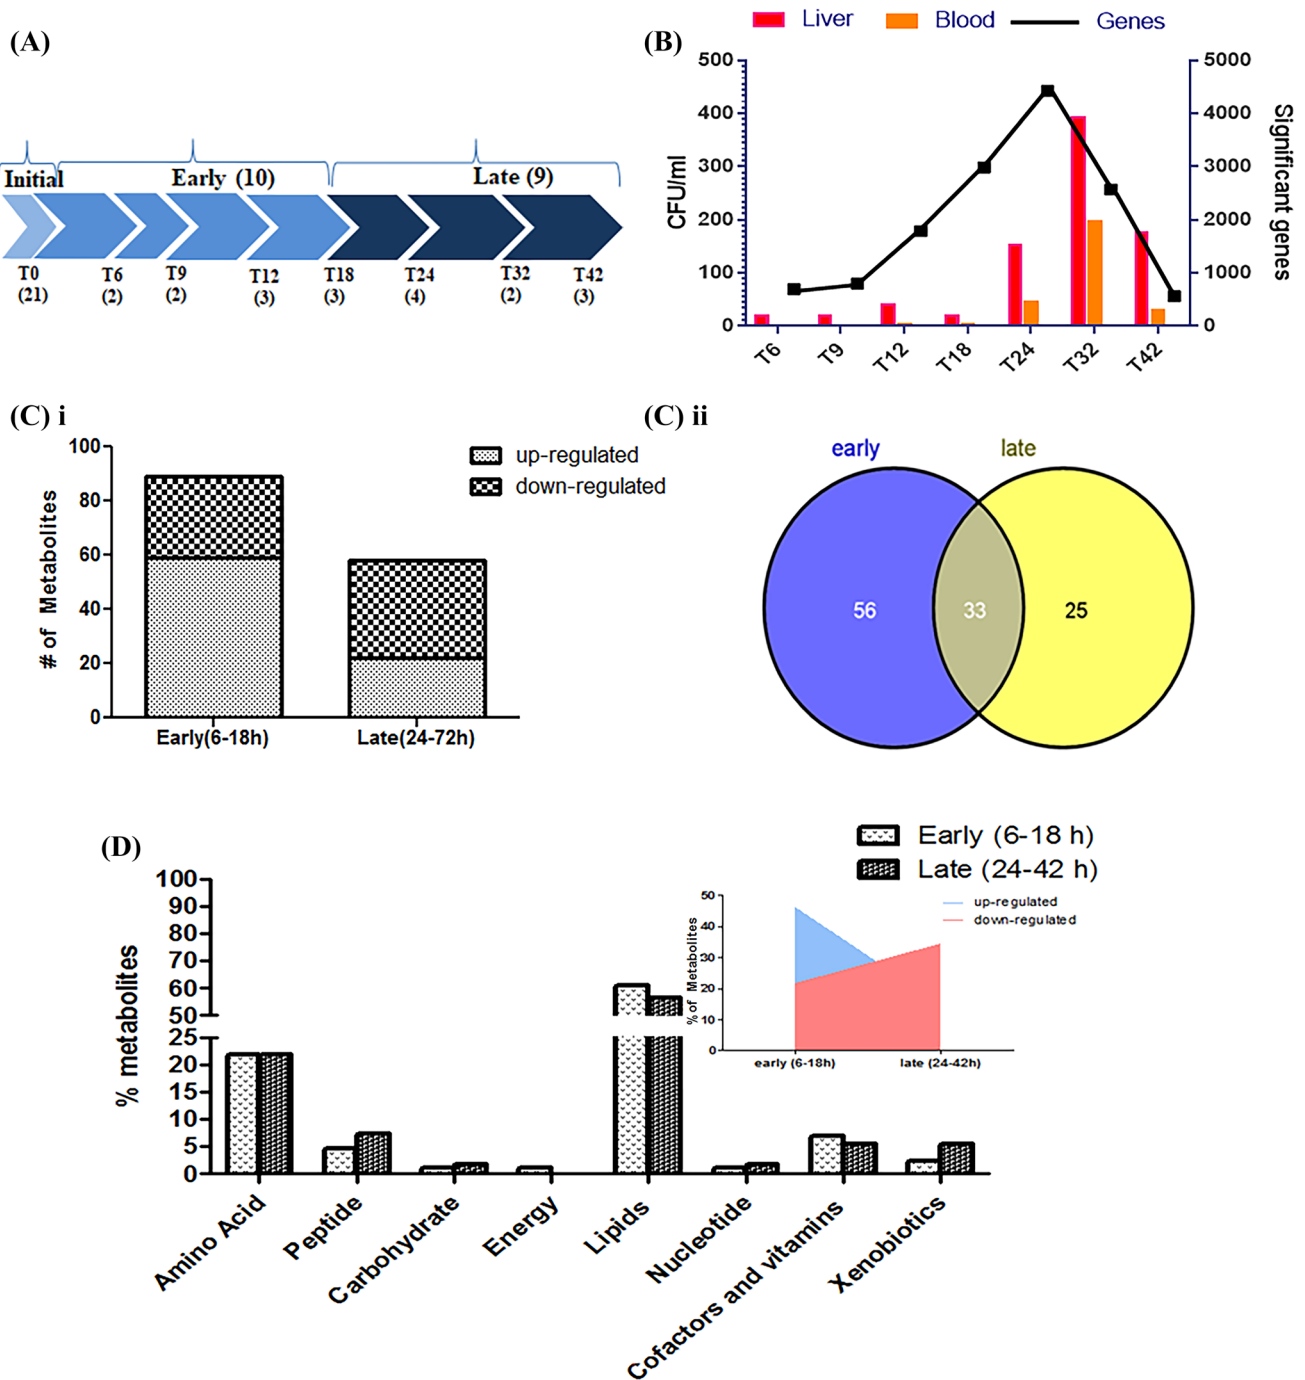 (A)
Initial
Early (10)
Late (9)
T0
T6
T9
T12
T18
T24
T32
T42
(21)
(2)
(2)
(3)
(3)
(4)
(2)
(3)
(B)
Liver
Blood
Genes
CFU/ml
500
400
300
200
100
0
5000
4000
3000
2000
1000
0
Significant genes
T6
T9
T12
T18
T24
T32
T42
(C) i
# of Metabolites
100
80
60
40
20
0
up-regulated
down-regulated
Early(6-18h)
Late(24-72h)
(C) ii
early
late
56
33
25
(D)
Early (6-18 h)
Late (24-42 h)
% metabolites
100
90
80
70
60
50
25
20
15
10
5
0
Amino Acid
Peptide
Carbohydrate
Energy
Lipids
Nucleotide
Cofactors and vitamins
Xenobiotics
% of Metabolites
50
40
30
20
10
0
up-regulated
down-regulated
early (6-18h)
late (24-42h)